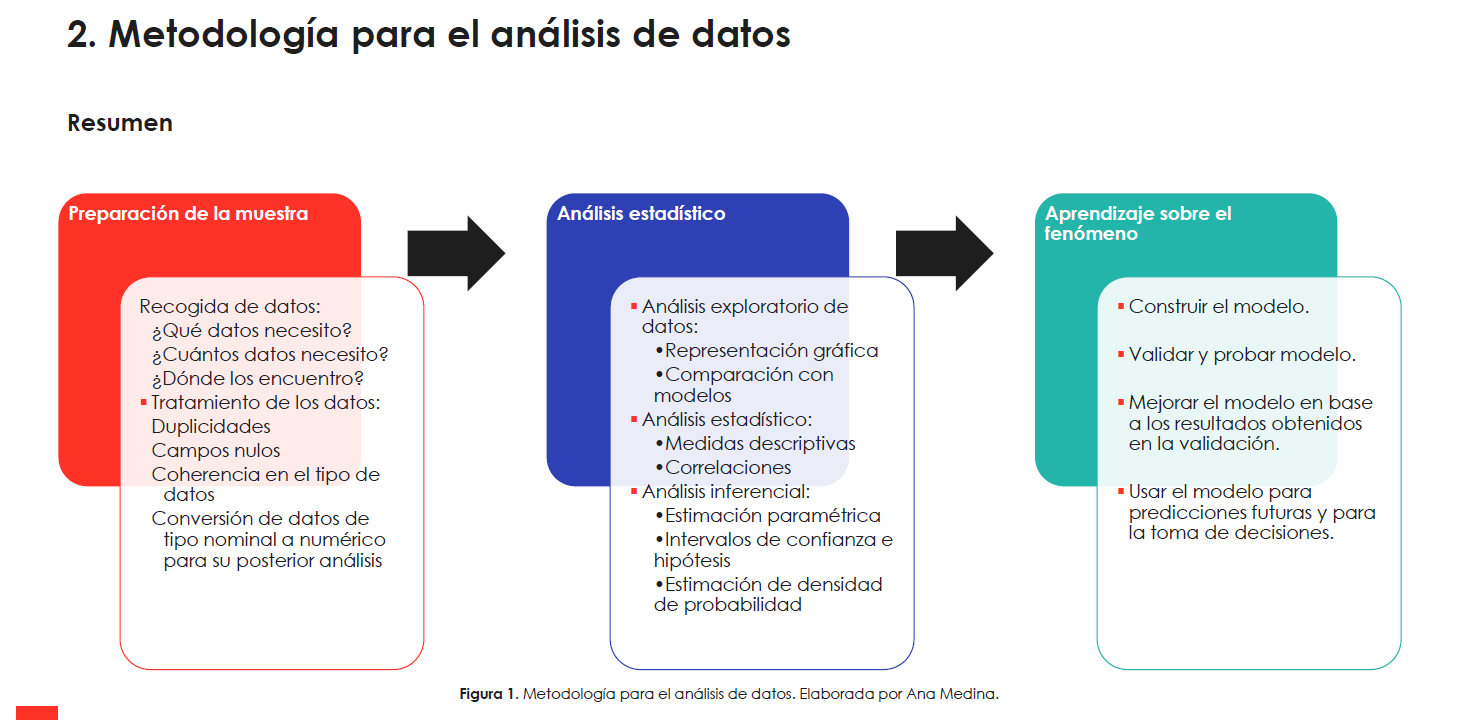 2. Metodología para el análisis de datos
Resumen
Preparación de la muestra
Recogida de datos:
¿Qué datos necesito?
¿Cuántos datos necesito?
¿Dónde los encuentro?
▪ Tratamiento de los datos:
Duplicidades
Campos nulos
Coherencia en el tipo de
datos
Conversión de datos de
tipo nominal a numérico
para su posterior análisis
Análisis estadístico
▪ Análisis exploratorio de
datos:
•Representación gráfica
•Comparación con
modelos
▪ Análisis estadístico:
•Medidas descriptivas
•Correlaciones
▪ Análisis inferencial:
•Estimación paramétrica
•Intervalos de confianza e
hipótesis
•Estimación de densidad
de probabilidad
Aprendizaje sobre el
fenómeno
▪ Construir el modelo.
▪ Validar y probar modelo.
▪ Mejorar el modelo en base
a los resultados obtenidos
en la validación.
▪ Usar el modelo para
predicciones futuras y para
la toma de decisiones.
Figura 1. Metodología para el análisis de datos. Elaborada por Ana Medina.